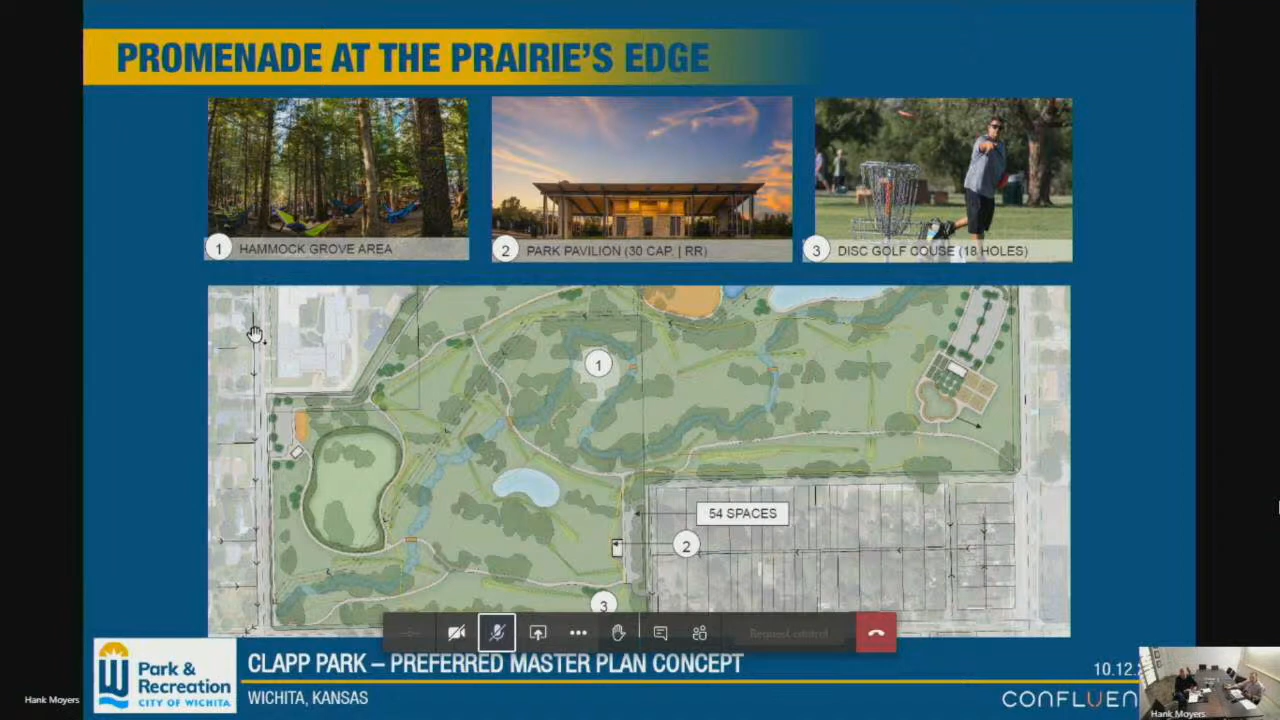 PROMENADE AT THE PRAIRIE'S EDGE
1 HAMMOCK GROVE AREA
2 PARK PAVILION (30 CAP. | RR)
3 DISC GOLF COUSE (18 HOLES)
1
54 SPACES
2
3
Request control
Park &
Recreation
CITY OF WICHITA
CLAPP PARK – PREFERRED MASTER PLAN CONCEPT
WICHITA, KANSAS
10.12.
CONFLUEN
Hank Moyers
Hank Moyers